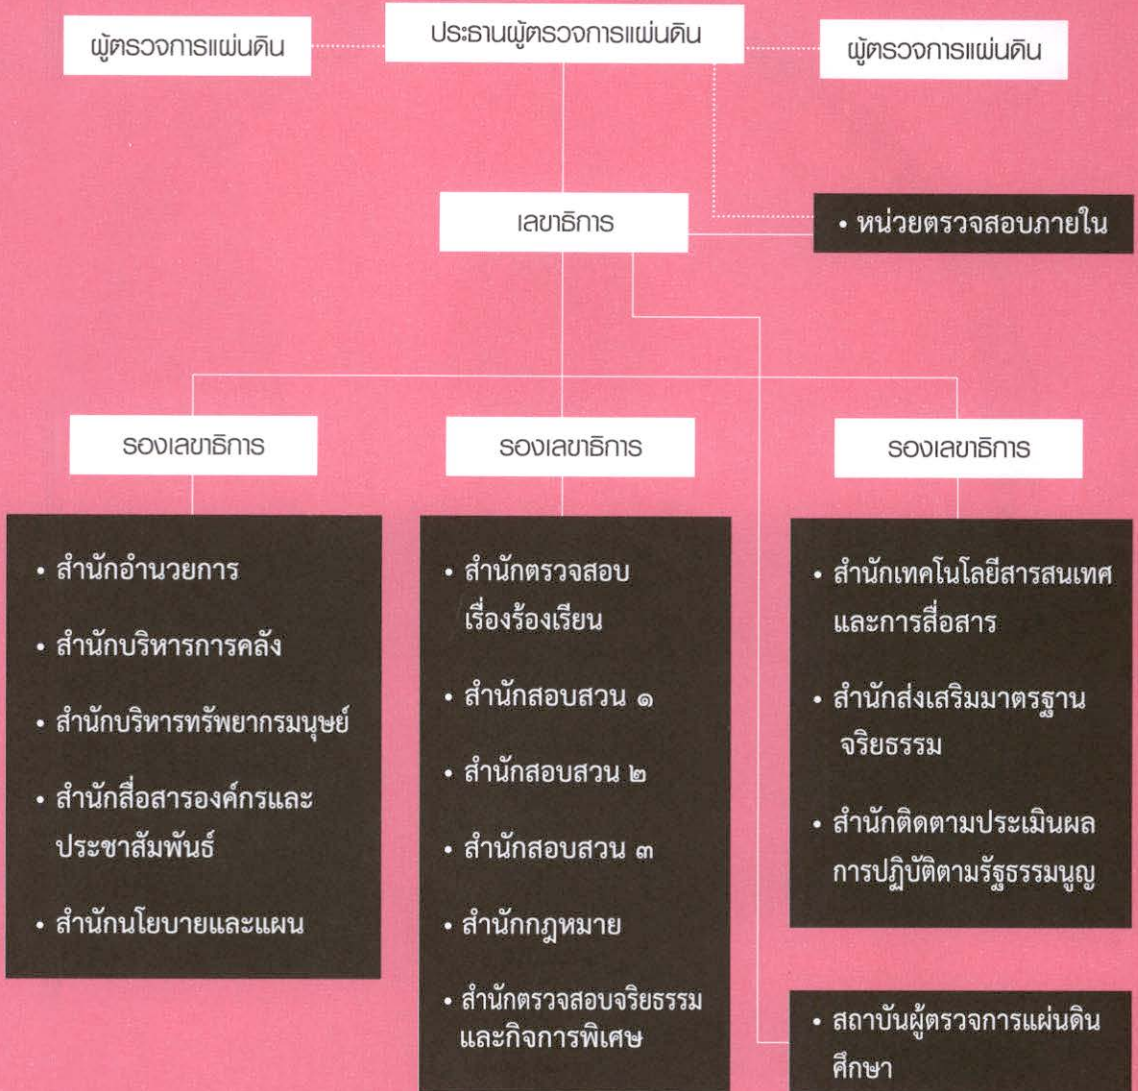 ผู้ตรวจการแผ่นดิน
ประธานผู้ตรวจการแผ่นดิน
ผู้ตรวจการแผ่นดิน
เลขาธิการ
• หน่วยตรวจสอบภายใน
รองเลขาธิการ
รองเลขาธิการ
รองเลขาธิการ
• สำนักอำนวยการ
• สำนักบริหารการคลัง
• สำนักบริหารทรัพยากรมนุษย์
• สำนักสื่อสารองค์กรและ
ประชาสัมพันธ์
• สำนักนโยบายและแผน
• สำนักตรวจสอบ
เรื่องร้องเรียน
• สำนักสอบสวน ๑
• สำนักสอบสวน ๒
• สำนักสอบสวน ๓
• สำนักกฎหมาย
• สำนักตรวจสอบจริยธรรม
และกิจการพิเศษ
• สำนักเทคโนโลยีสารสนเทศ
และการสื่อสาร
• สำนักส่งเสริมมาตรฐาน
จริยธรรม
• สำนักติดตามประเมินผล
การปฏิบัติตามรัฐธรรมนูญ
• สถาบันผู้ตรวจการแผ่นดิน
ศึกษา